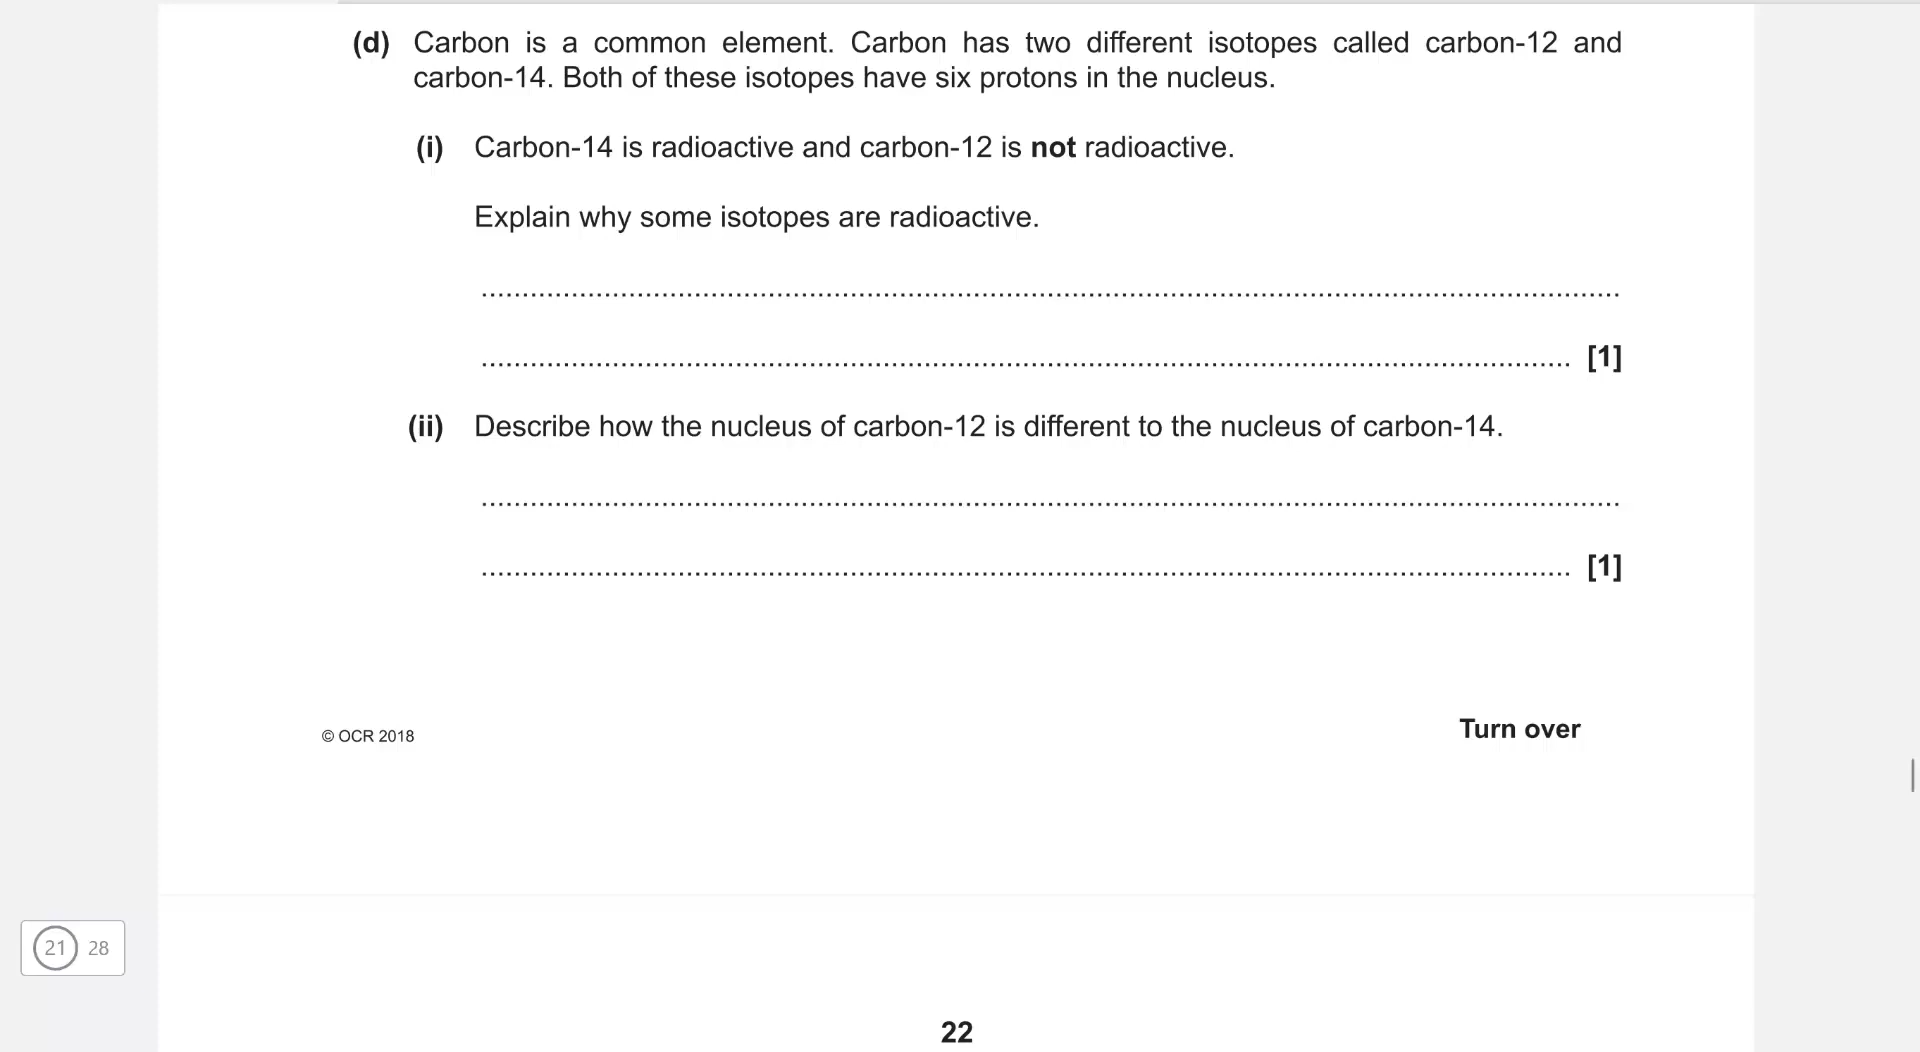 (d) Carbon is a common element. Carbon has two different isotopes called carbon-12 and
carbon-14. Both of these isotopes have six protons in the nucleus.
(i) Carbon-14 is radioactive and carbon-12 is not radioactive.
Explain why some isotopes are radioactive.
[1]
(ii) Describe how the nucleus of carbon-12 is different to the nucleus of carbon-14.
[1]
© OCR 2018
Turn over
21 28
22